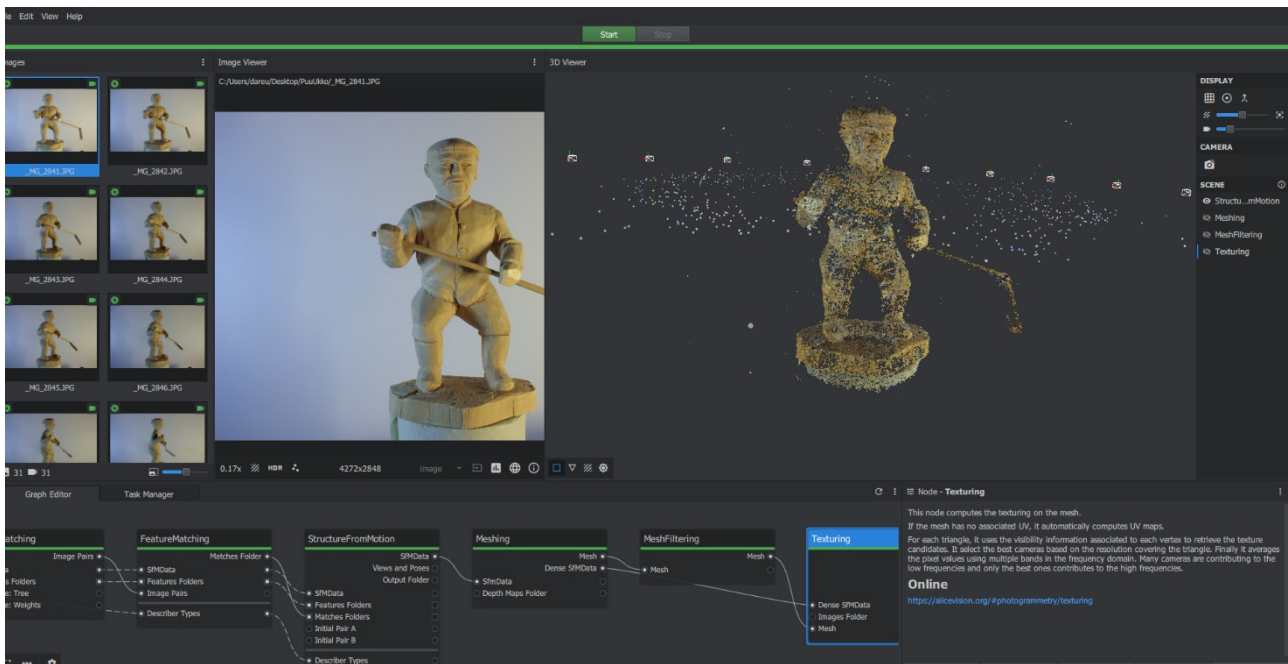 Edit View Help
Start Stop
Image Viewer
3D Viewer
C:/Users/dareu/Desktop/PuuUkko/_MG_2841.JPG
_MG_2841.JPG
_MG_2842.JPG
_MG_2843.JPG
_MG_2844.JPG
_MG_2845.JPG
_MG_2846.JPG
31 31
0.17x HDR 4272x2848 image
DISPLAY
CAMERA
SCENE
Structu...mMotion
Meshing
MeshFiltering
Texturing
Graph Editor Task Manager
Image Pairs
FeatureMatching
Matches Folder
SfMData
Features Folders
Image Pairs
Describer Types
StructureFromMotion
SfMData
Views and Poses
Output Folder
SfMData
Features Folders
Matches Folders
Initial Pair A
Initial Pair B
Describer Types
Meshing
Mesh
Dense SfMData
SfmData
Depth Maps Folder
MeshFiltering
Mesh
Mesh
Texturing
Dense SfMData
Images Folder
Mesh
Node - Texturing
This node computes the texturing on the mesh.
If the mesh has no associated UV, it automatically computes UV maps.
For each triangle, it uses the visibility information associated to each vertex to retrieve the texture
candidates. It select the best cameras based on the resolution covering the triangle. Finally it averages
the pixel values using multiple bands in the frequency domain. Many cameras are contributing to the
low frequencies and only the best ones contributes to the high frequencies.
Online
https://alicevision.org/#photogrammetry/texturing